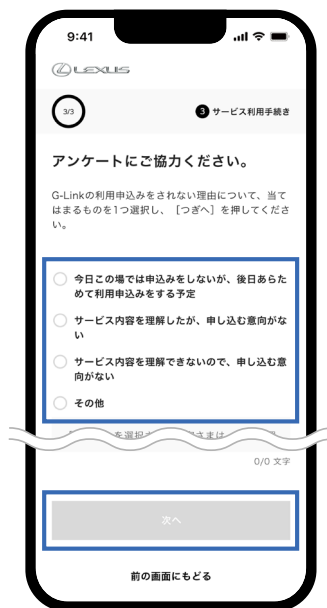 9:41
LEXUS
3/3
3 サービス利用手続き
アンケートにご協力ください。
G-Linkの利用申込みをされない理由について、当て
はまるものを1つ選択し、［つぎへ］を押してくださ
い。
今日この場では申込みをしないが、後日あらた
めて利用申込みをする予定
サービス内容を理解したが、申し込む意向がな
い
サービス内容を理解できないので、申し込む意
向がない
その他
を選択
さまは
0/0 文字
次へ
前の画面にもどる